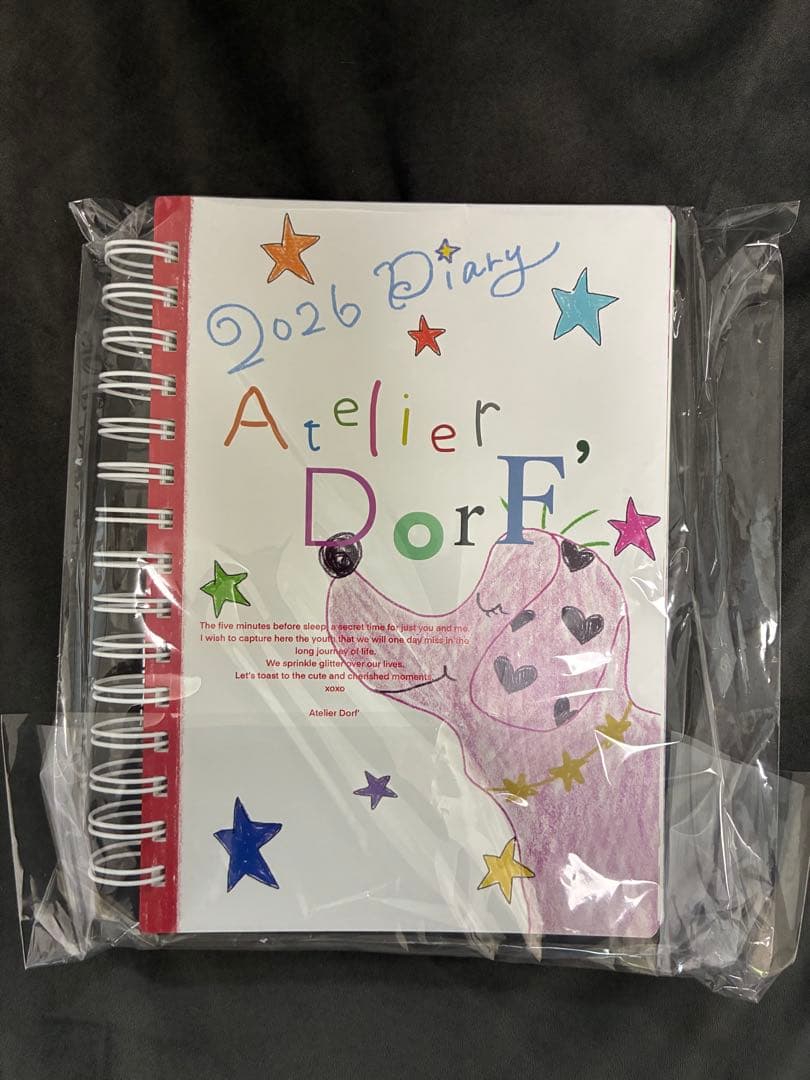 2026 Diary
Atelier
DorF’
The five minutes before sleep, a secret time for just you and me.
I wish to capture here the youth that we will one day miss in the
long journey of life.
We sprinkle glitter over our lives.
Let's toast to the cute and cherished moments.
xoxo
Atelier Dorf'